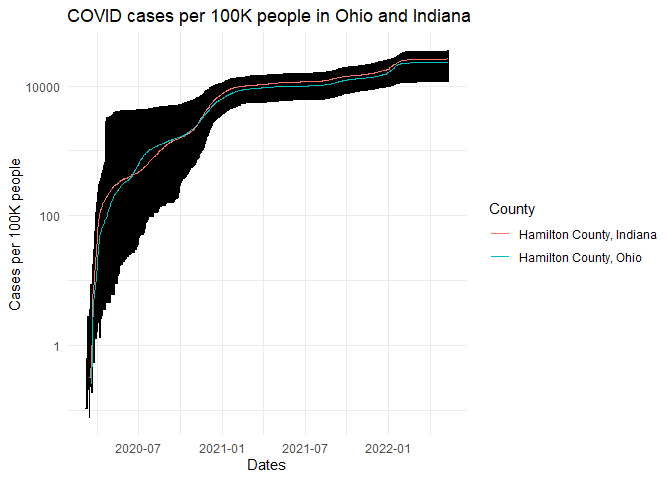 COVID cases per 100K people in Ohio and Indiana
Cases per 100K people
10000
100
1
2020-07
2021-01
2021-07
2022-01
Dates
County
Hamilton County, Indiana
Hamilton County, Ohio